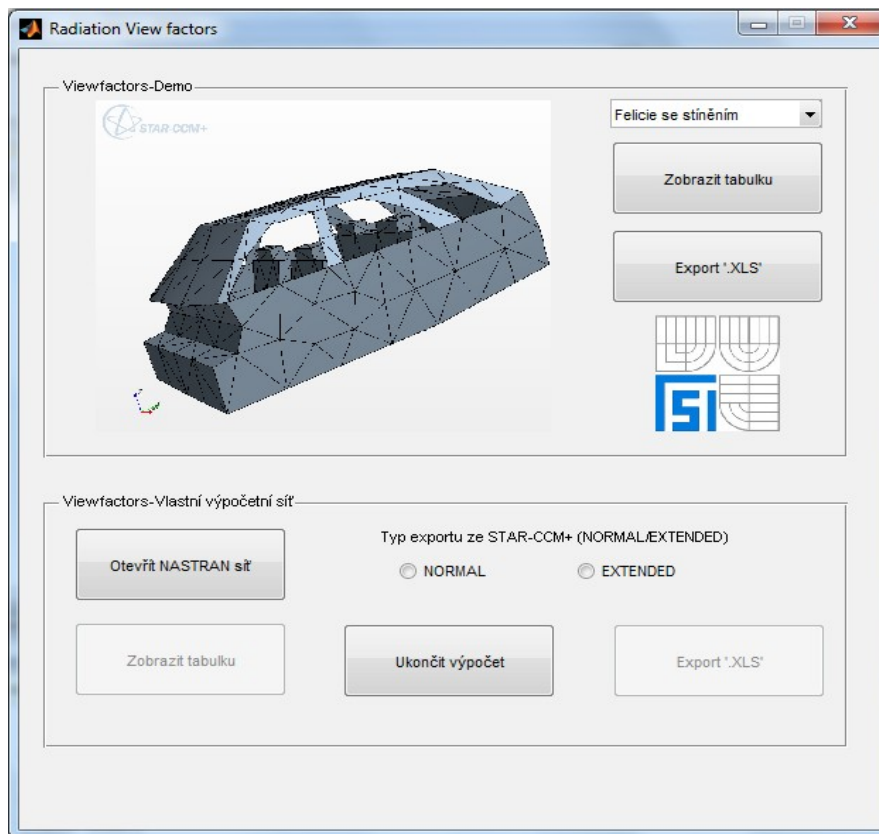 Radiation View factors
Viewfactors-Demo
STAR-CCM+
Felicie se stíněním
Zobrazit tabulku
Export '.XLS'
Viewfactors-Vlastní výpočetní síť
Otevřít NASTRAN síť
Typ exportu ze STAR-CCM+ (NORMAL/EXTENDED)
NORMAL EXTENDED
Zobrazit tabulku Ukončit výpočet Export '.XLS'